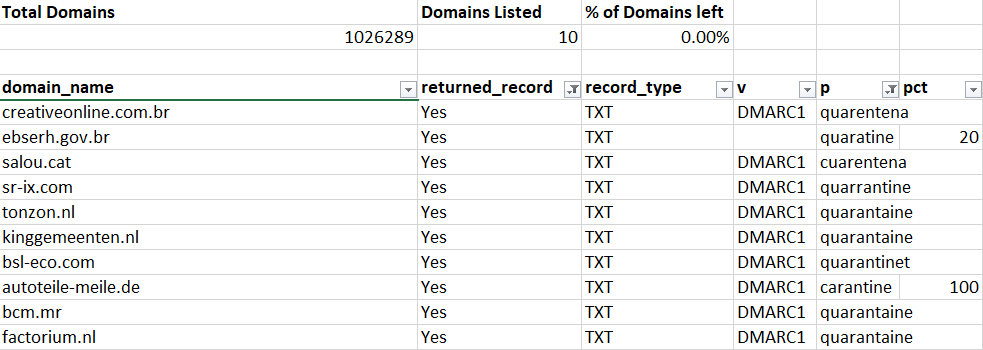 Total Domains Domains Listed % of Domains left
1026289 10 0.00%
domain_name returned_record record_type v p pct
creativeonline.com.br Yes TXT DMARC1 quarentena
ebserh.gov.br Yes TXT quaratine 20
salou.cat Yes TXT DMARC1 cuarentena
sr-ix.com Yes TXT DMARC1 quarrantine
tonzon.nl Yes TXT DMARC1 quarantaine
kinggemeenten.nl Yes TXT DMARC1 quarantaine
bsl-eco.com Yes TXT DMARC1 quarantinet
autoteile-meile.de Yes TXT DMARC1 carantine 100
bcm.mr Yes TXT DMARC1 quarantaine
factorium.nl Yes TXT DMARC1 quarantaine